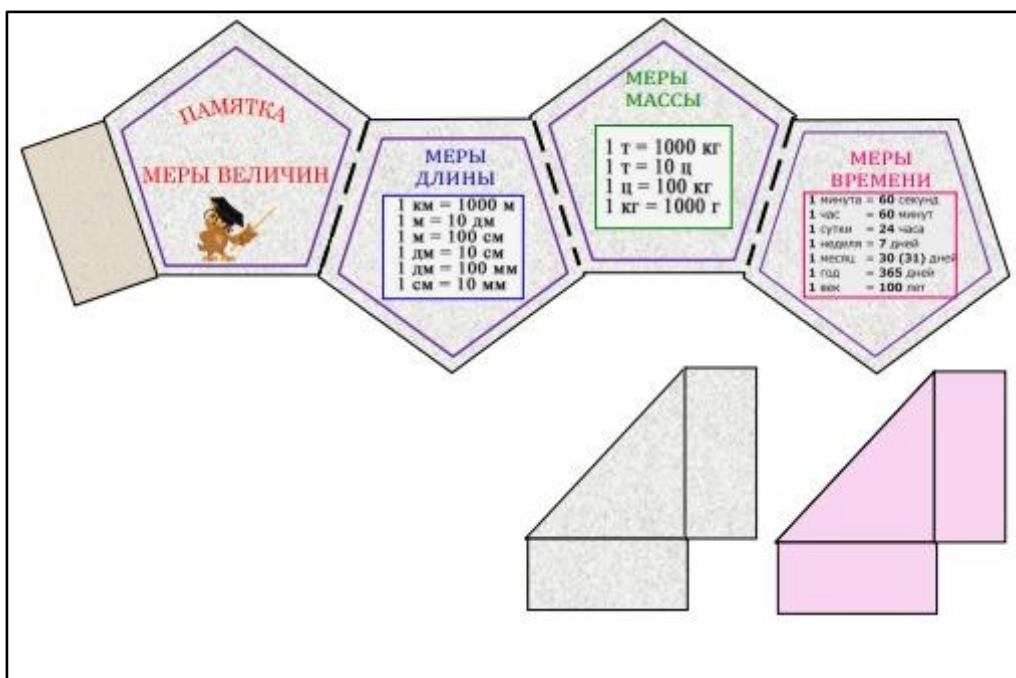 ПАМЯТКА
МЕРЫ ВЕЛИЧИН
МЕРЫ
ДЛИНЫ
1 км = 1000 м
1 м = 10 дм
1 м = 100 см
1 дм = 10 см
1 дм = 100 мм
1 см = 10 мм
МЕРЫ
МАССЫ
1 т = 1000 кг
1 т = 10 ц
1 ц = 100 кг
1 кг = 1000 г
МЕРЫ
ВРЕМЕНИ
1 минута = 60 секунд
1 час = 60 минут
1 сутки = 24 часа
1 неделя = 7 дней
1 месяц = 30 (31) дней
1 год = 365 дней
1 век = 100 лет